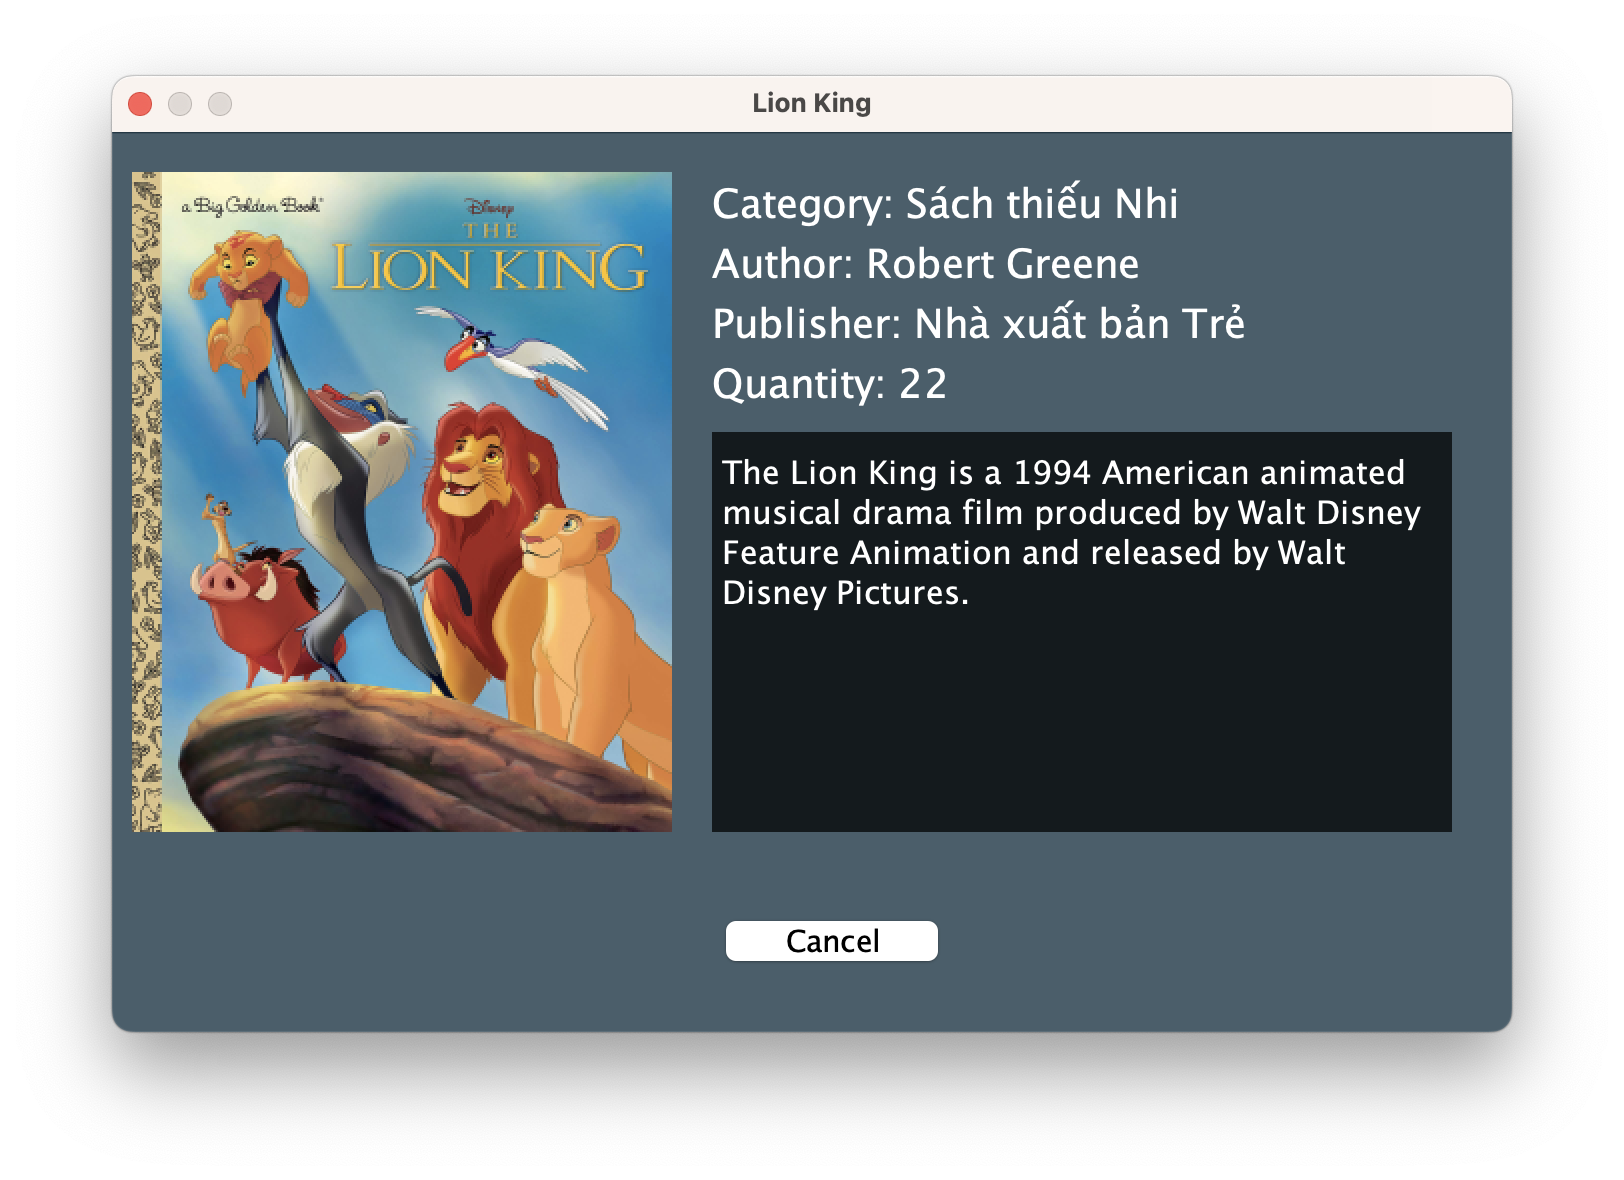 Lion King
a Big Golden Book®
Disney
THE
LION KING
Category: Sách thiếu Nhi
Author: Robert Greene
Publisher: Nhà xuất bản Trẻ
Quantity: 22
The Lion King is a 1994 American animated
musical drama film produced by Walt Disney
Feature Animation and released by Walt
Disney Pictures.
Cancel